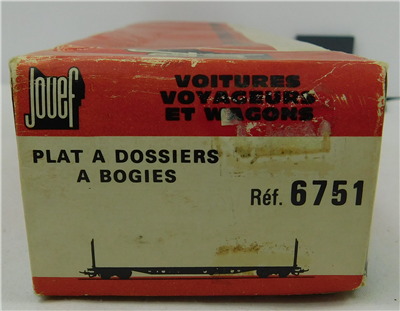 Jouef
VOITURES
VOYAGEURS
ET WAGONS
PLAT A DOSSIERS
A BOGIES
Réf. 6751